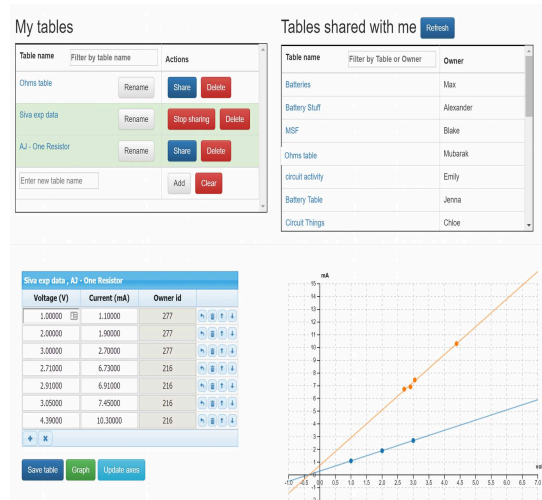 My tables
Table name Filter by table name Actions
Ohms table Rename Share Delete
Siva exp data Rename Stop sharing Delete
AJ - One Resistor Rename Share Delete
Enter new table name Add Clear
Tables shared with me Refresh
Table name Filter by Table or Owner Owner
Batteries Max
Battery Stuff Alexander
MSF Blake
Ohms table Mubarak
circuit activity Emily
Battery Table Jenna
Circuit Things Chloe
Siva exp data , AJ - One Resistor
Voltage (V) Current (mA) Owner id
1.00000 1.10000 277
2.00000 1.90000 277
3.00000 2.70000 277
2.71000 6.73000 216
2.91000 6.91000 216
3.05000 7.45000 216
4.39000 10.30000 216
Save table Graph Update axes
mA
15
14
13
12
11
10
9
8
7
6
5
4
3
2
1
-1.0 -0.5 0.5 1.0 1.5 2.0 2.5 3.0 3.5 4.0 4.5 5.0 5.5 6.0 6.5 7.0
-1